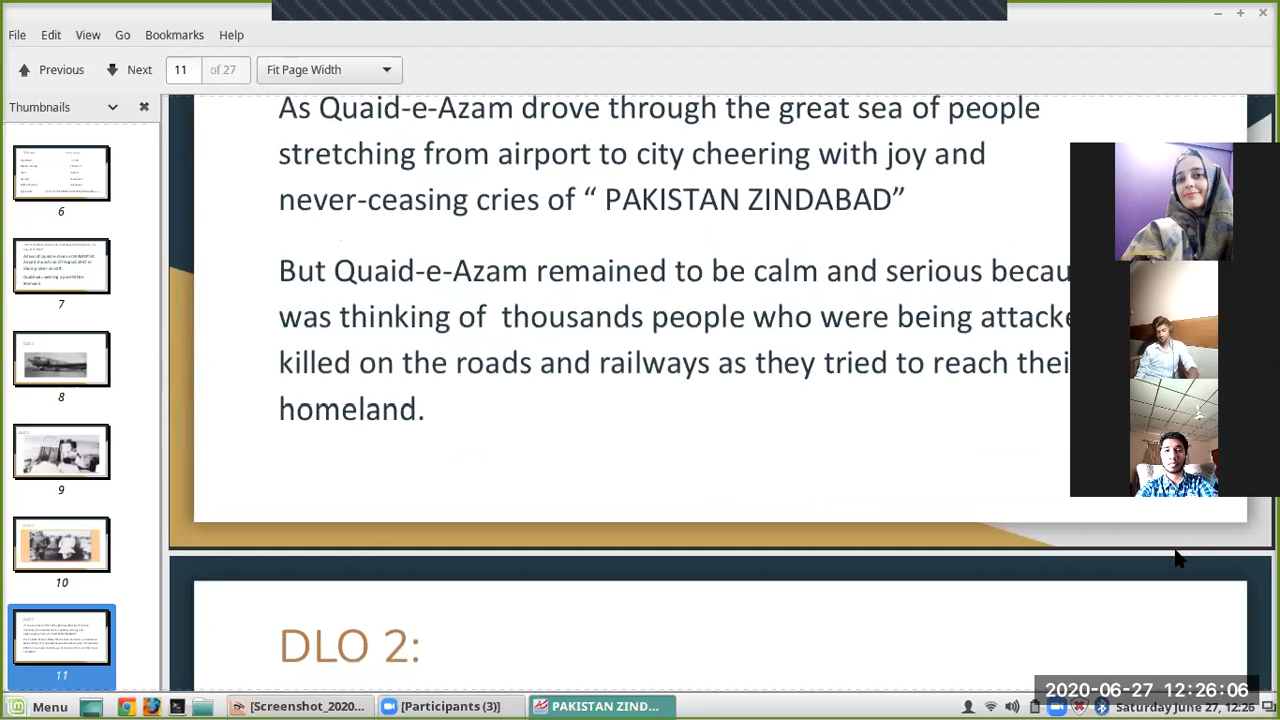 File Edit View Go Bookmarks Help
Previous Next 11 of 27 Fit Page Width
Thumbnails
6
7
8
9
10
11
As Quaid-e-Azam drove through the great sea of people
stretching from airport to city cheering with joy and
never-ceasing cries of “ PAKISTAN ZINDABAD”
But Quaid-e-Azam remained to be calm and serious becau
was thinking of thousands people who were being attacke
killed on the roads and railways as they tried to reach thei
homeland.
DLO 2:
2020-06-27 12:26:06
Menu [Screenshot_2020... [Participants (3)] PAKISTAN ZIND... Saturday June 27, 12:26